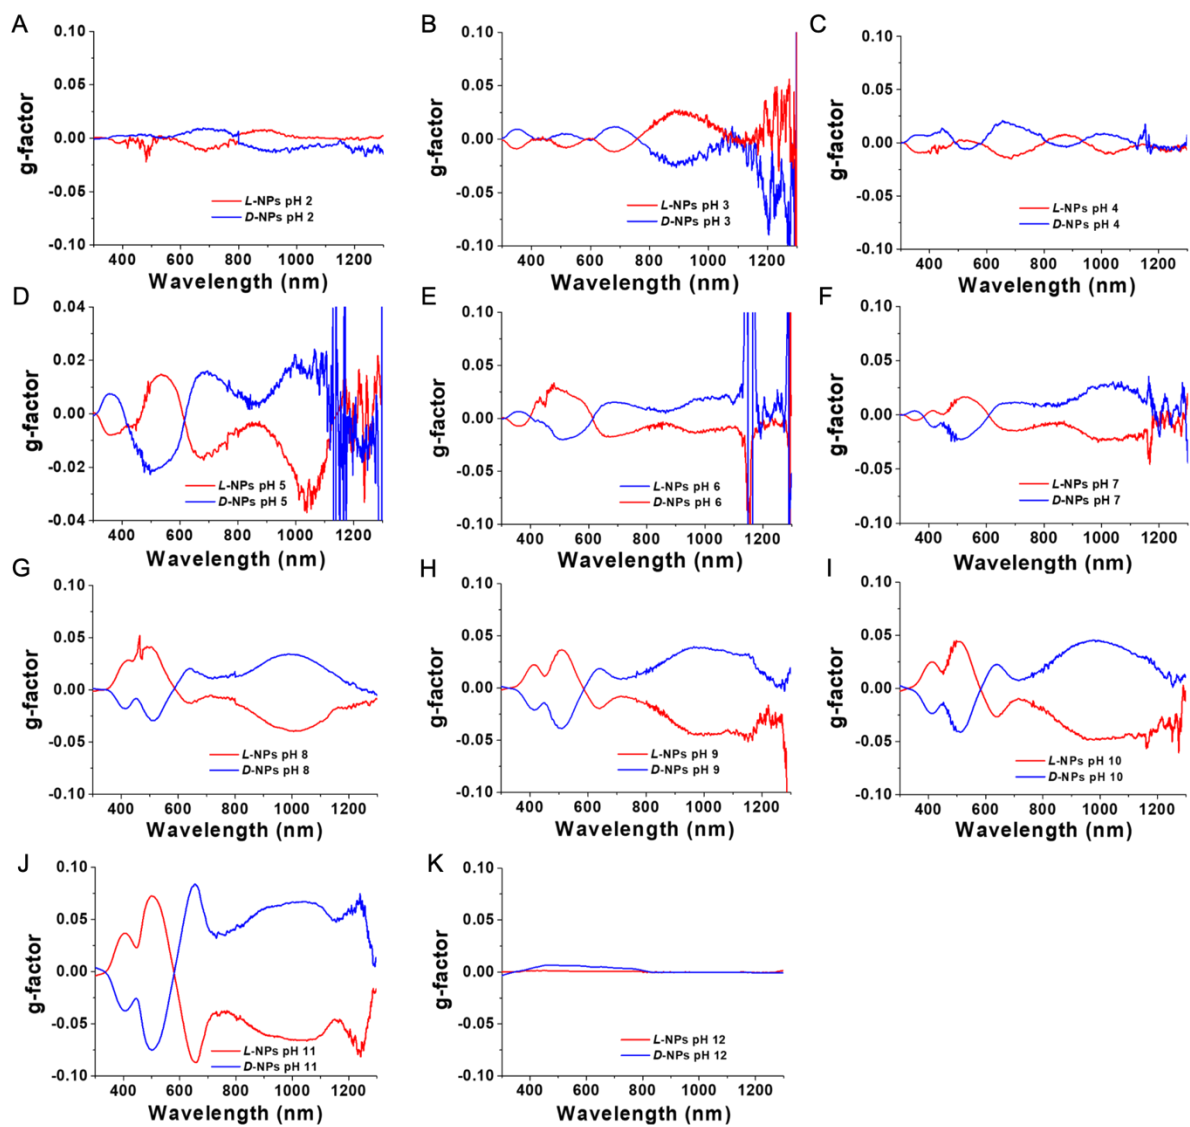 A
g-factor
0.10
0.05
0.00
-0.05
-0.10
L-NPs pH 2
D-NPs pH 2
400 600 800 1000 1200
Wavelength (nm)
B
g-factor
0.10
0.05
0.00
-0.05
-0.10
L-NPs pH 3
D-NPs pH 3
400 600 800 1000 1200
Wavelength (nm)
C
g-factor
0.10
0.05
0.00
-0.05
-0.10
L-NPs pH 4
D-NPs pH 4
400 600 800 1000 1200
Wavelength (nm)
D
g-factor
0.04
0.02
0.00
-0.02
-0.04
L-NPs pH 5
D-NPs pH 5
400 600 800 1000 1200
Wavelength (nm)
E
g-factor
0.10
0.05
0.00
-0.05
-0.10
L-NPs pH 6
D-NPs pH 6
400 600 800 1000 1200
Wavelength (nm)
F
g-factor
0.10
0.05
0.00
-0.05
-0.10
L-NPs pH 7
D-NPs pH 7
400 600 800 1000 1200
Wavelength (nm)
G
g-factor
0.10
0.05
0.00
-0.05
-0.10
L-NPs pH 8
D-NPs pH 8
400 600 800 1000 1200
Wavelength (nm)
H
g-factor
0.10
0.05
0.00
-0.05
-0.10
L-NPs pH 9
D-NPs pH 9
400 600 800 1000 1200
Wavelength (nm)
I
g-factor
0.10
0.05
0.00
-0.05
-0.10
L-NPs pH 10
D-NPs pH 10
400 600 800 1000 1200
Wavelength (nm)
J
g-factor
0.10
0.05
0.00
-0.05
-0.10
L-NPs pH 11
D-NPs pH 11
400 600 800 1000 1200
Wavelength (nm)
K
g-factor
0.10
0.05
0.00
-0.05
-0.10
L-NPs pH 12
D-NPs pH 12
400 600 800 1000 1200
Wavelength (nm)